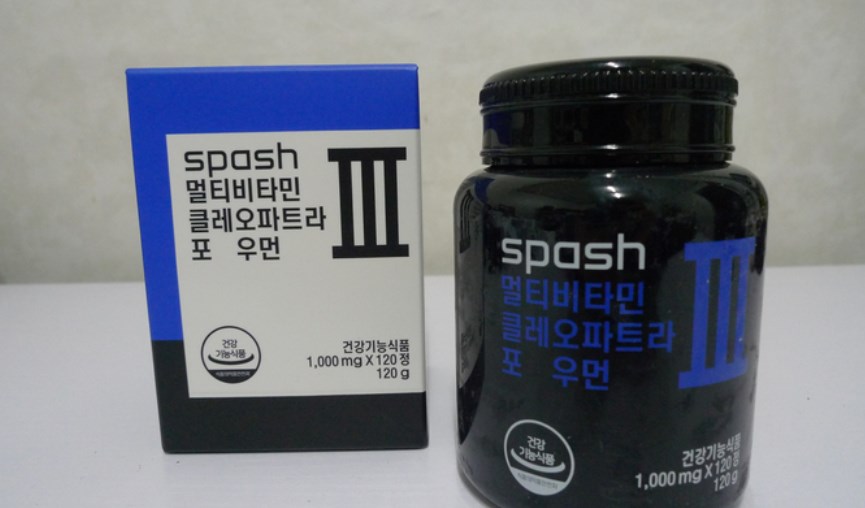 spash
멀티비타민
클레오파트라
포 우먼
III
건강
기능식품
건강기능식품
1,000 mg X 120 정
120 g
spash
멀티비타민
클레오파트라
포 우먼
III
건강
기능식품
건강기능식품
1,000 mg X 120 정
120 g